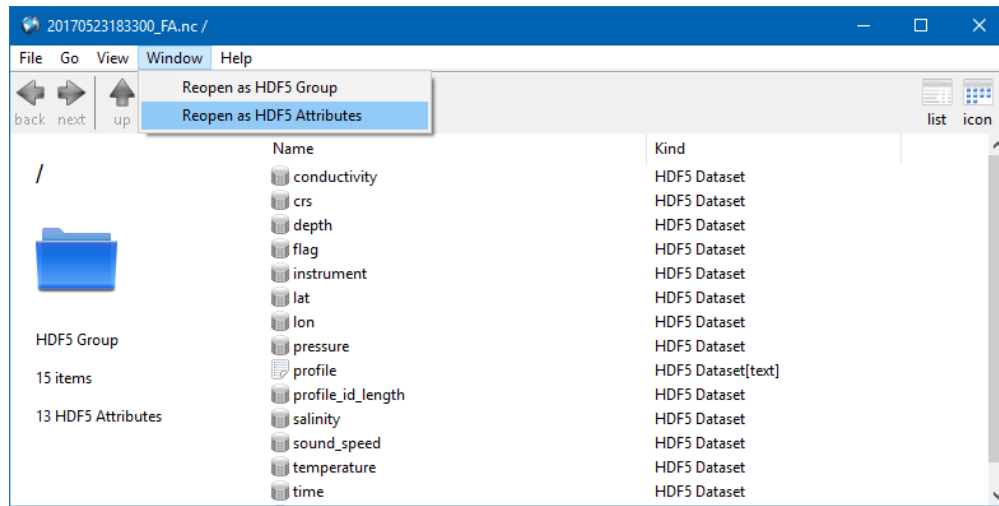 20170523183300_FA.nc /
File Go View Window Help
Reopen as HDF5 Group
Reopen as HDF5 Attributes
back next up list icon
Name Kind
/
conductivity HDF5 Dataset
crs HDF5 Dataset
depth HDF5 Dataset
flag HDF5 Dataset
instrument HDF5 Dataset
lat HDF5 Dataset
lon HDF5 Dataset
HDF5 Group
pressure HDF5 Dataset
profile HDF5 Dataset[text]
15 items
profile_id_length HDF5 Dataset
13 HDF5 Attributes
salinity HDF5 Dataset
sound_speed HDF5 Dataset
temperature HDF5 Dataset
time HDF5 Dataset